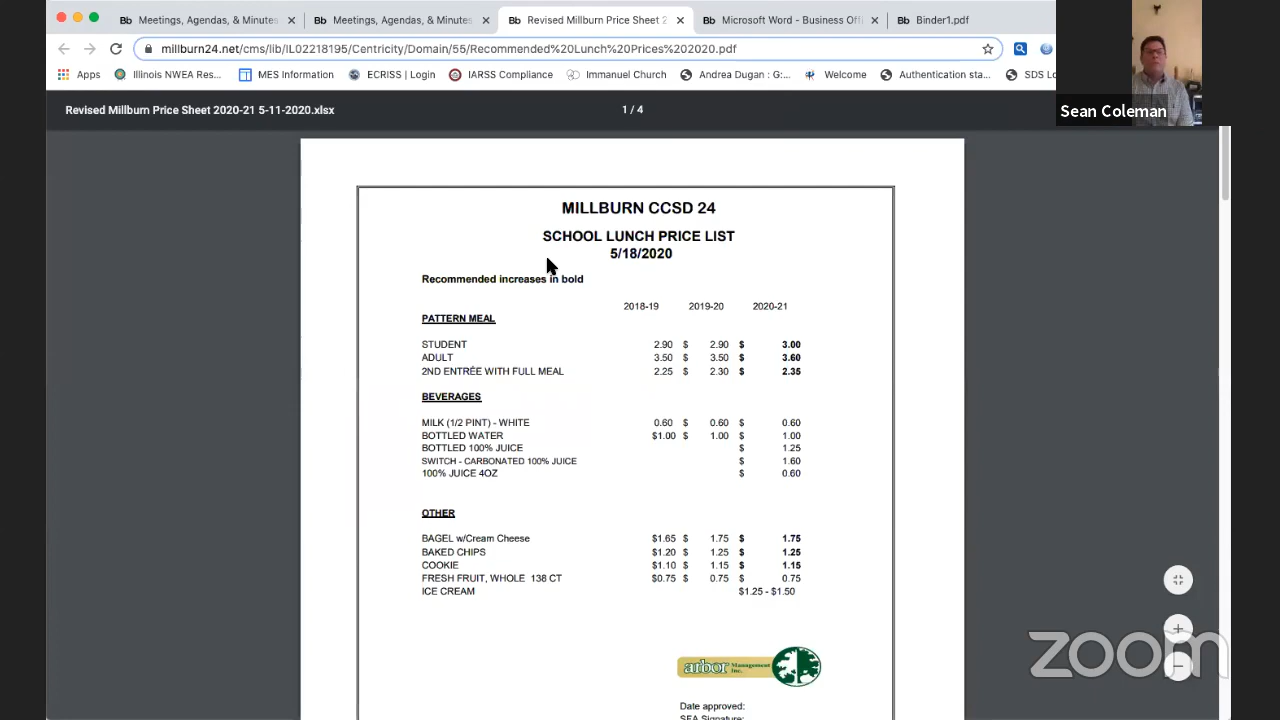 Meetings, Agendas, & Minutes
Meetings, Agendas, & Minutes
Revised Millburn Price Sheet 2
Microsoft Word - Business Offi
Binder1.pdf
millburn24.net/cms/lib/IL02218195/Centricity/Domain/55/Recommended%20Lunch%20Prices%202020.pdf
Apps
Illinois NWEA Res...
MES Information
ECRISS | Login
IARSS Compliance
Immanuel Church
Andrea Dugan : G:...
Welcome
Authentication stat...
SDS Lo
Sean Coleman
Revised Millburn Price Sheet 2020-21 5-11-2020.xlsx
1 / 4
MILLBURN CCSD 24
SCHOOL LUNCH PRICE LIST
5/18/2020
Recommended increases in bold
2018-19 2019-20 2020-21
PATTERN MEAL
STUDENT 2.90 $ 2.90 $ 3.00
ADULT 3.50 $ 3.50 $ 3.60
2ND ENTRÊE WITH FULL MEAL 2.25 $ 2.30 $ 2.35
BEVERAGES
MILK (1/2 PINT) - WHITE 0.60 $ 0.60 $ 0.60
BOTTLED WATER $1.00 $ 1.00 $ 1.00
BOTTLED 100% JUICE $ 1.25
SWITCH - CARBONATED 100% JUICE $ 1.60
100% JUICE 4OZ $ 0.60
OTHER
BAGEL w/Cream Cheese $1.65 $ 1.75 $ 1.75
BAKED CHIPS $1.20 $ 1.25 $ 1.25
COOKIE $1.10 $ 1.15 $ 1.15
FRESH FRUIT, WHOLE 138 CT $0.75 $ 0.75 $ 0.75
ICE CREAM $1.25 - $1.50
arbor Management Inc.
Date approved:
SFA Signature:
zoom